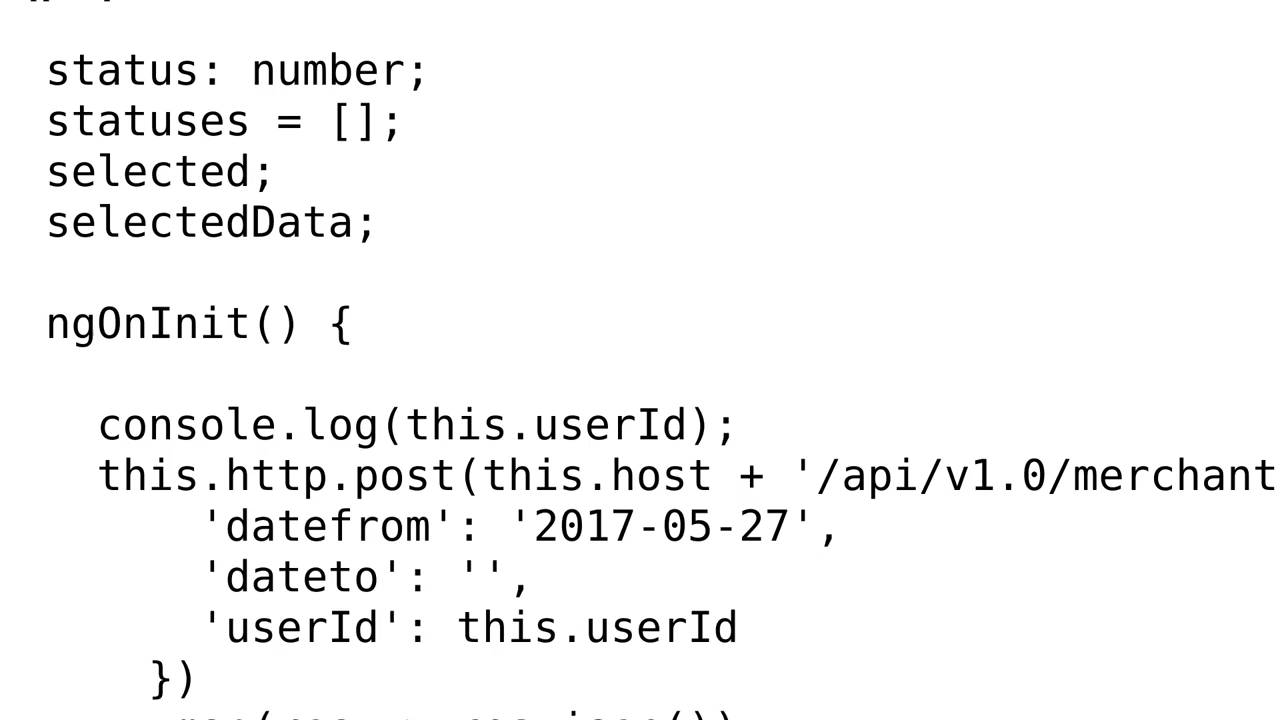 status: number;
statuses = [];
selected;
selectedData;
ngOnInit() {
console.log(this.userId);
this.http.post(this.host + '/api/v1.0/merchant
'datefrom': '2017-05-27',
'dateto': '',
'userId': this.userId
})